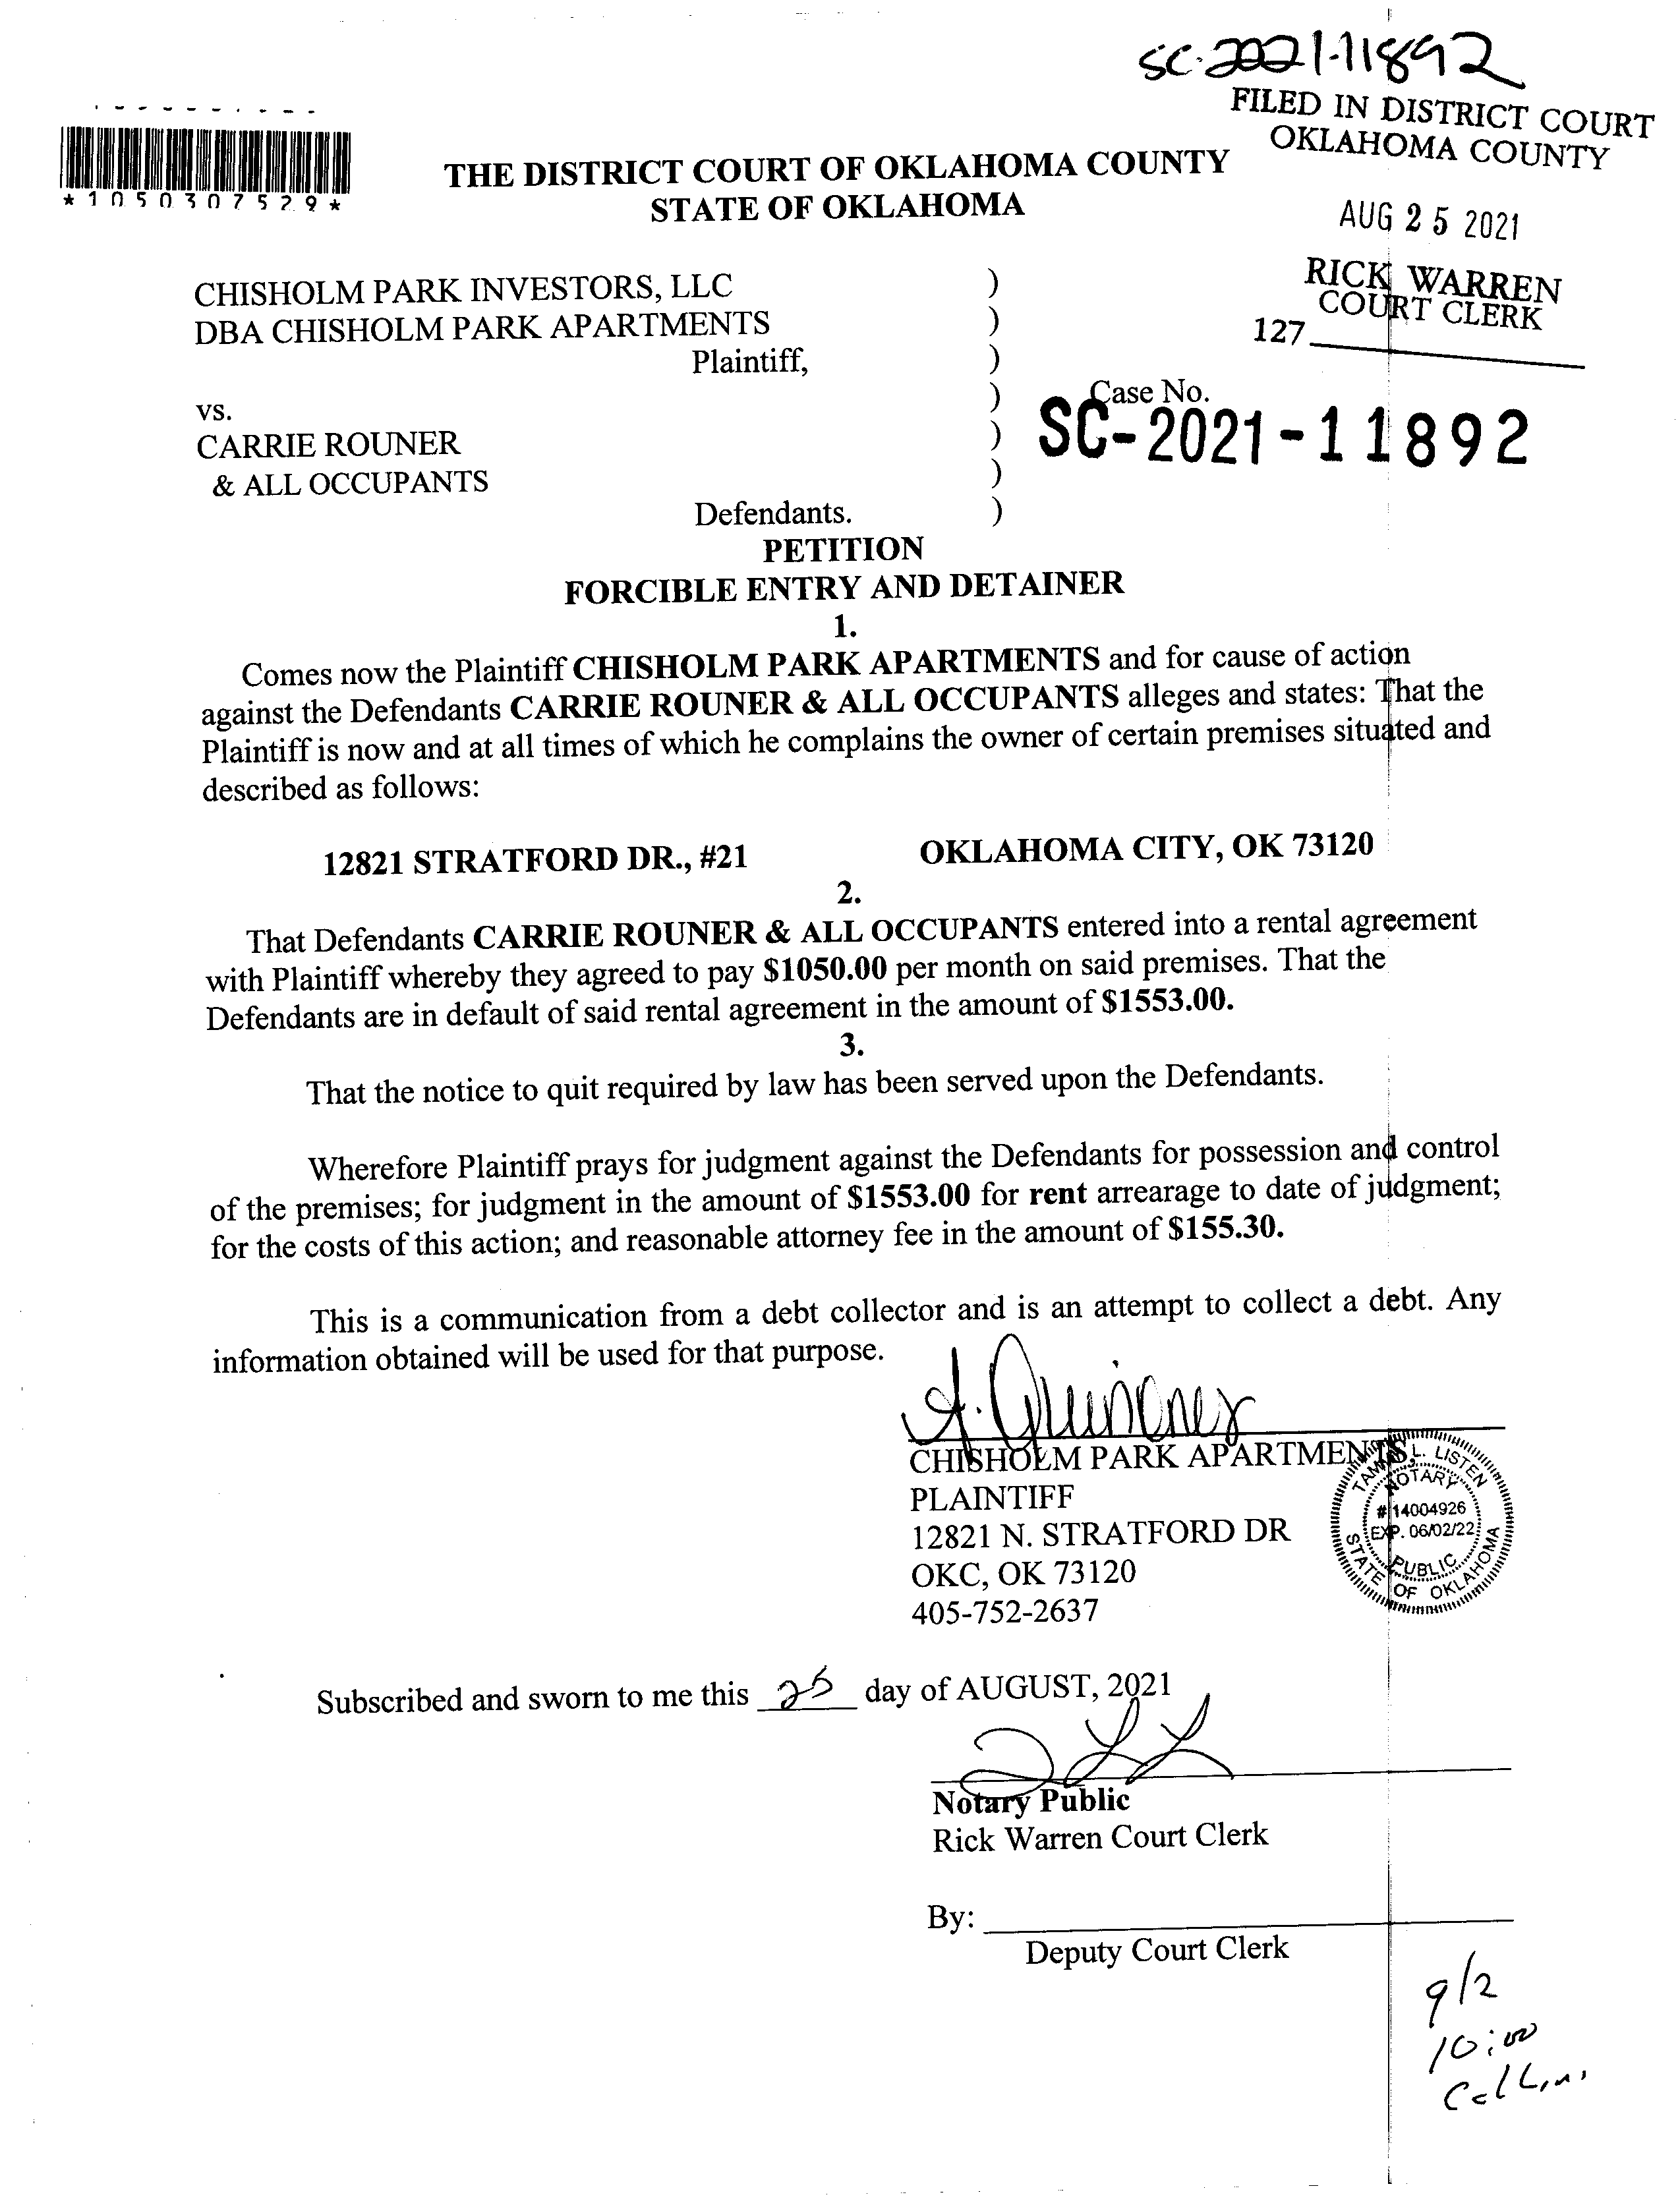 SC-2021-11892
FILED IN DISTRICT COURT
OKLAHOMA COUNTY
*1050307529*
THE DISTRICT COURT OF OKLAHOMA COUNTY
STATE OF OKLAHOMA
AUG 25 2021
RICK WARREN
COURT CLERK
127
CHISHOLM PARK INVESTORS, LLC )
DBA CHISHOLM PARK APARTMENTS )
Plaintiff, )
)
vs.
Case No.
SC-2021-11892
CARRIE ROUNER )
& ALL OCCUPANTS )
Defendants. )
PETITION
FORCIBLE ENTRY AND DETAINER
1.
Comes now the Plaintiff CHISHOLM PARK APARTMENTS and for cause of action
against the Defendants CARRIE ROUNER & ALL OCCUPANTS alleges and states: That the
Plaintiff is now and at all times of which he complains the owner of certain premises situated and
described as follows:
12821 STRATFORD DR., #21 OKLAHOMA CITY, OK 73120
2.
That Defendants CARRIE ROUNER & ALL OCCUPANTS entered into a rental agreement
with Plaintiff whereby they agreed to pay $1050.00 per month on said premises. That the
Defendants are in default of said rental agreement in the amount of $1553.00.
3.
That the notice to quit required by law has been served upon the Defendants.
Wherefore Plaintiff prays for judgment against the Defendants for possession and control
of the premises; for judgment in the amount of $1553.00 for rent arrearage to date of judgment;
for the costs of this action; and reasonable attorney fee in the amount of $155.30.
This is a communication from a debt collector and is an attempt to collect a debt. Any
information obtained will be used for that purpose.
A. Quinonez
CHISHOLM PARK APARTMENTS,
PLAINTIFF
12821 N. STRATFORD DR
OKC, OK 73120
405-752-2637
L. LISTEN
NOTARY
#14004926
EXP. 06/02/22
PUBLIC
STATE OF OKLAHOMA
Subscribed and sworn to me this 25 day of AUGUST, 2021
Notary Public
Rick Warren Court Clerk
By:
Deputy Court Clerk
9/2
10:00
Collins